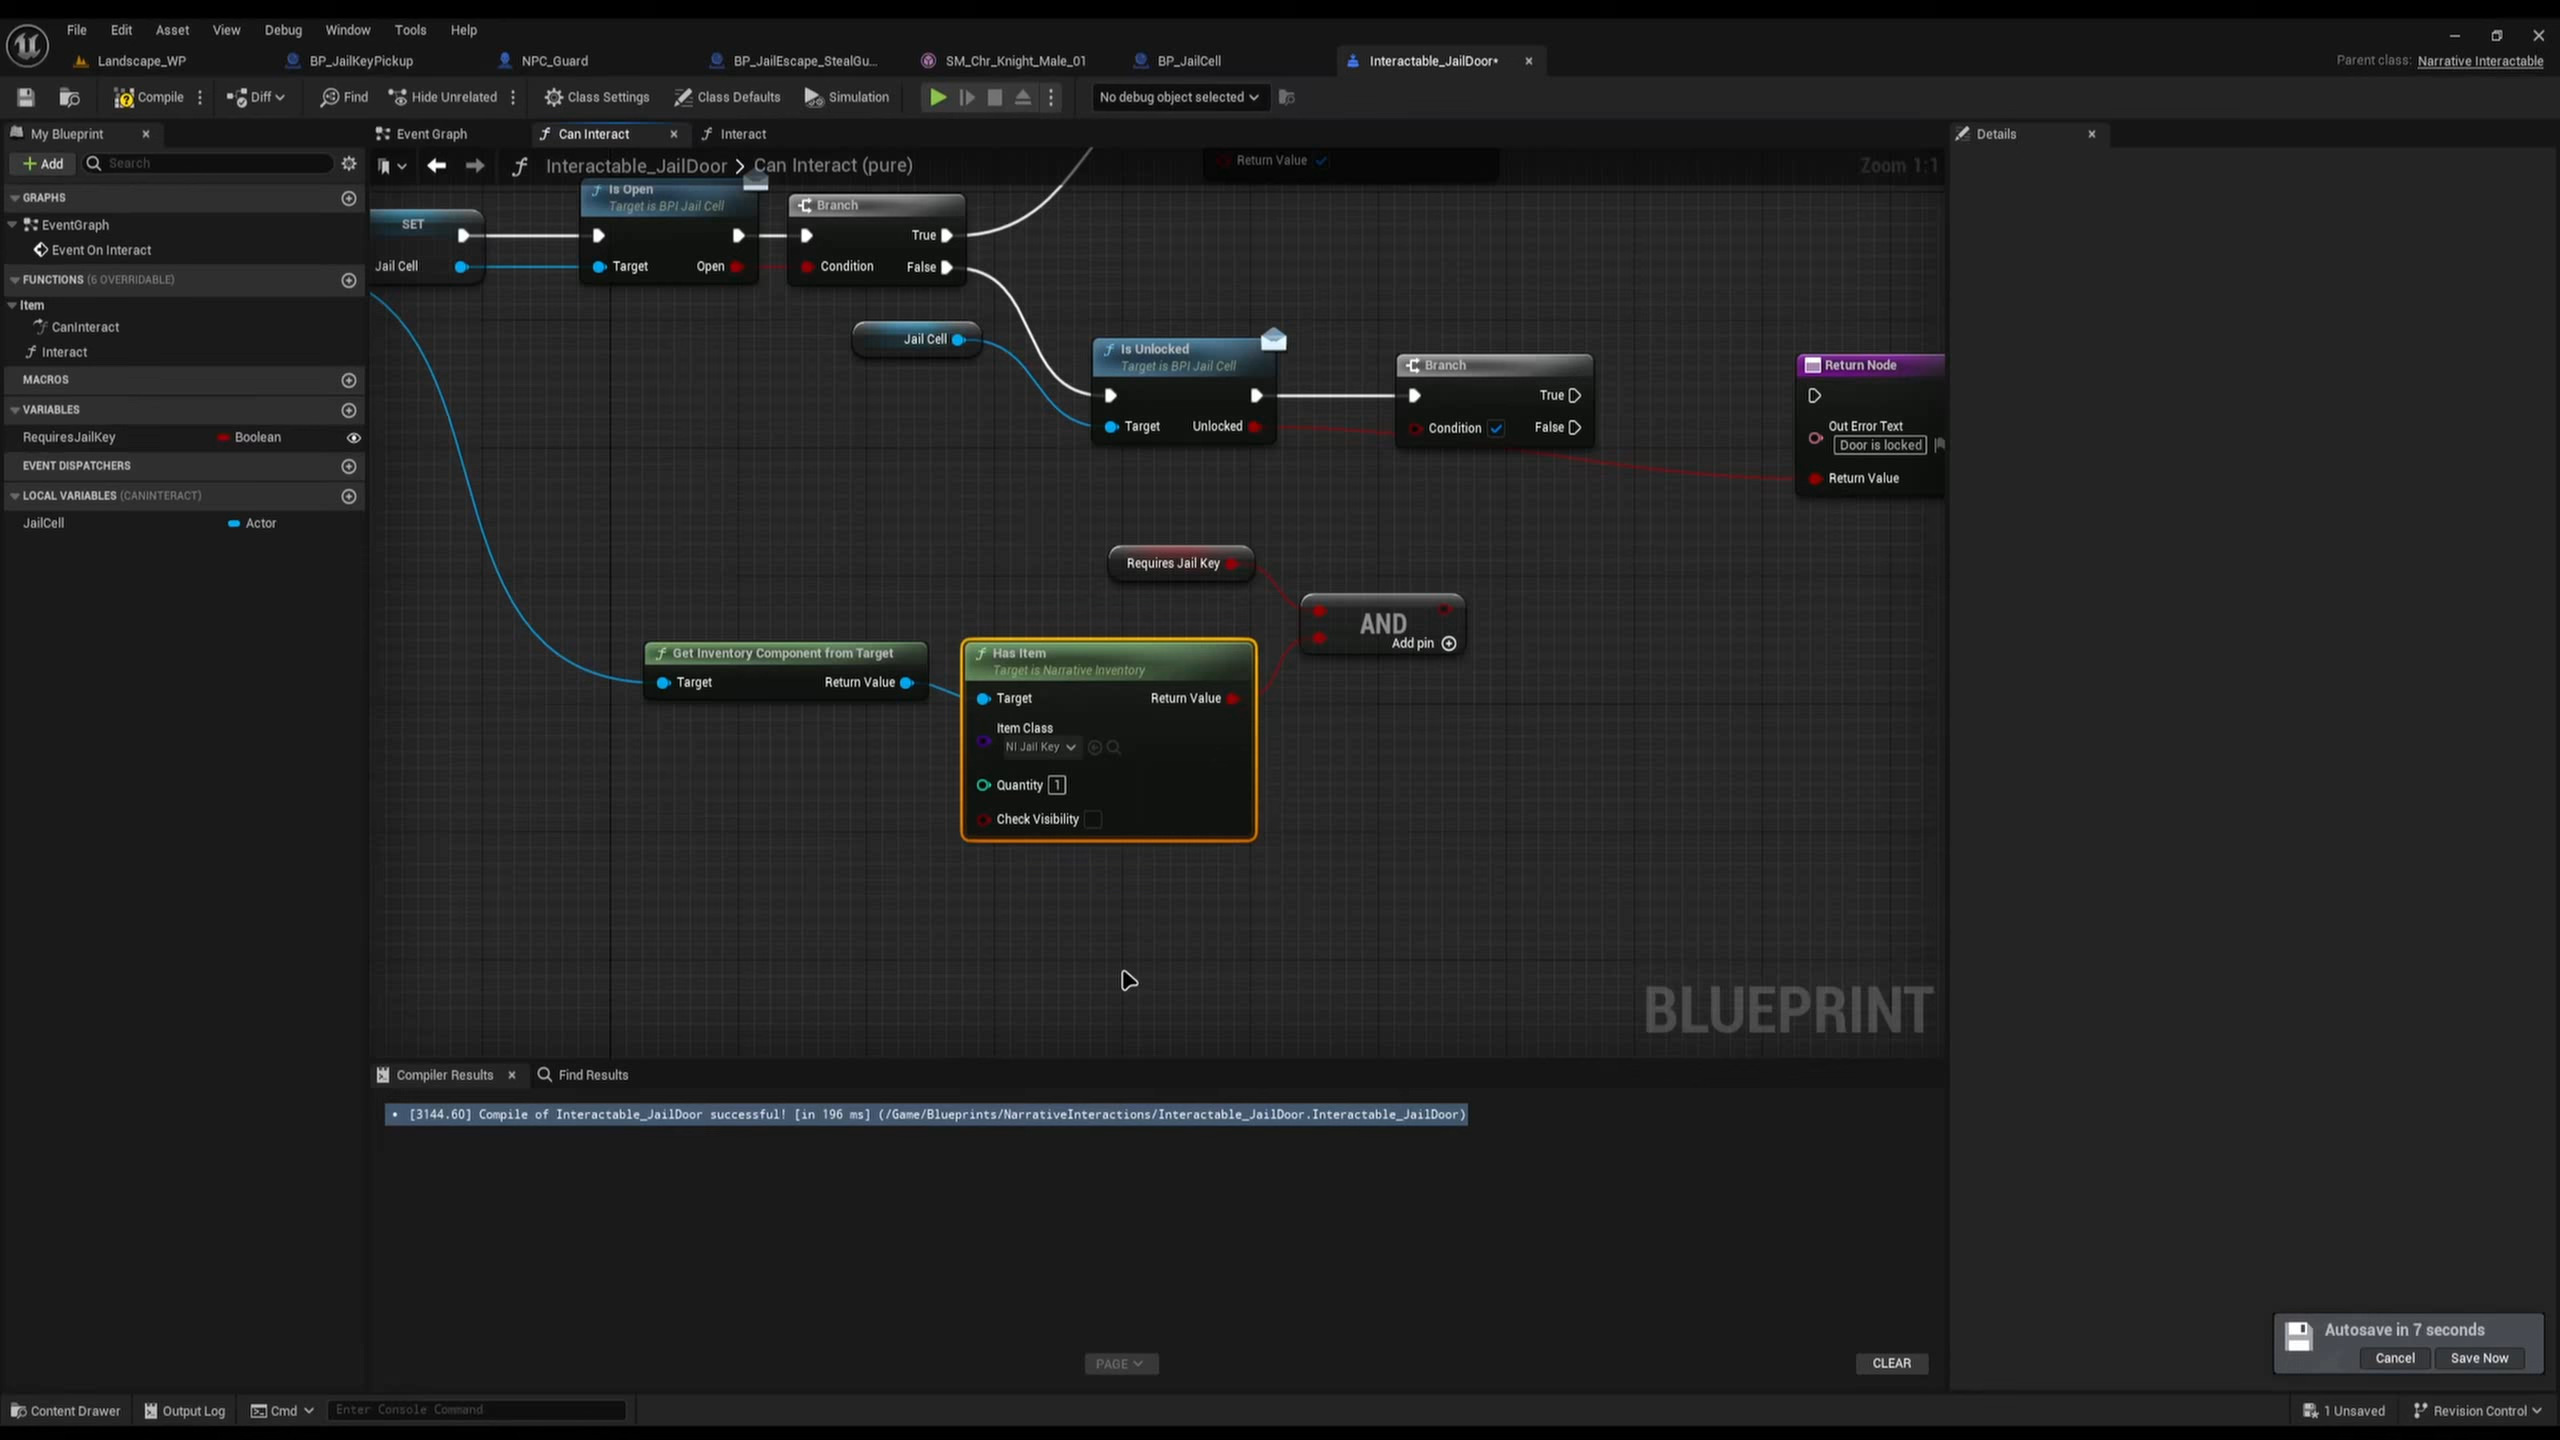 File Edit Asset View Debug Window Tools Help
Landscape_WP BP_JailKeyPickup NPC_Guard BP_JailEscape_StealGu... SM_Chr_Knight_Male_01 BP_JailCell Interactable_JailDoor* Parent class: Narrative Interactable
Compile Diff Find Hide Unrelated Class Settings Class Defaults Simulation No debug object selected
My Blueprint Event Graph Can Interact Interact Details
Add Search Interactable_JailDoor > Can Interact (pure) Zoom 1:1
GRAPHS
EventGraph
Event On Interact
FUNCTIONS (6 OVERRIDABLE)
Item
CanInteract
Interact
MACROS
VARIABLES
RequiresJailKey Boolean
EVENT DISPATCHERS
LOCAL VARIABLES (CANINTERACT)
JailCell Actor
Return Value
SET
Jail Cell
Is Open
Target is BPI Jail Cell
Target Open
Branch
True
Condition False
Jail Cell
Is Unlocked
Target is BPI Jail Cell
Target Unlocked
Branch
True
Condition False
Return Node
Out Error Text
Door is locked
Return Value
Requires Jail Key
AND
Add pin
Get Inventory Component from Target
Target Return Value
Has Item
Target is Narrative Inventory
Target Return Value
Item Class
NI Jail Key
Quantity 1
Check Visibility
BLUEPRINT
Compiler Results Find Results
• [3144.60] Compile of Interactable_JailDoor successful! [in 196 ms] (/Game/Blueprints/NarrativeInteractions/Interactable_JailDoor.Interactable_JailDoor)
PAGE CLEAR
Autosave in 7 seconds
Cancel Save Now
Content Drawer Output Log Cmd Enter Console Command 1 Unsaved Revision Control